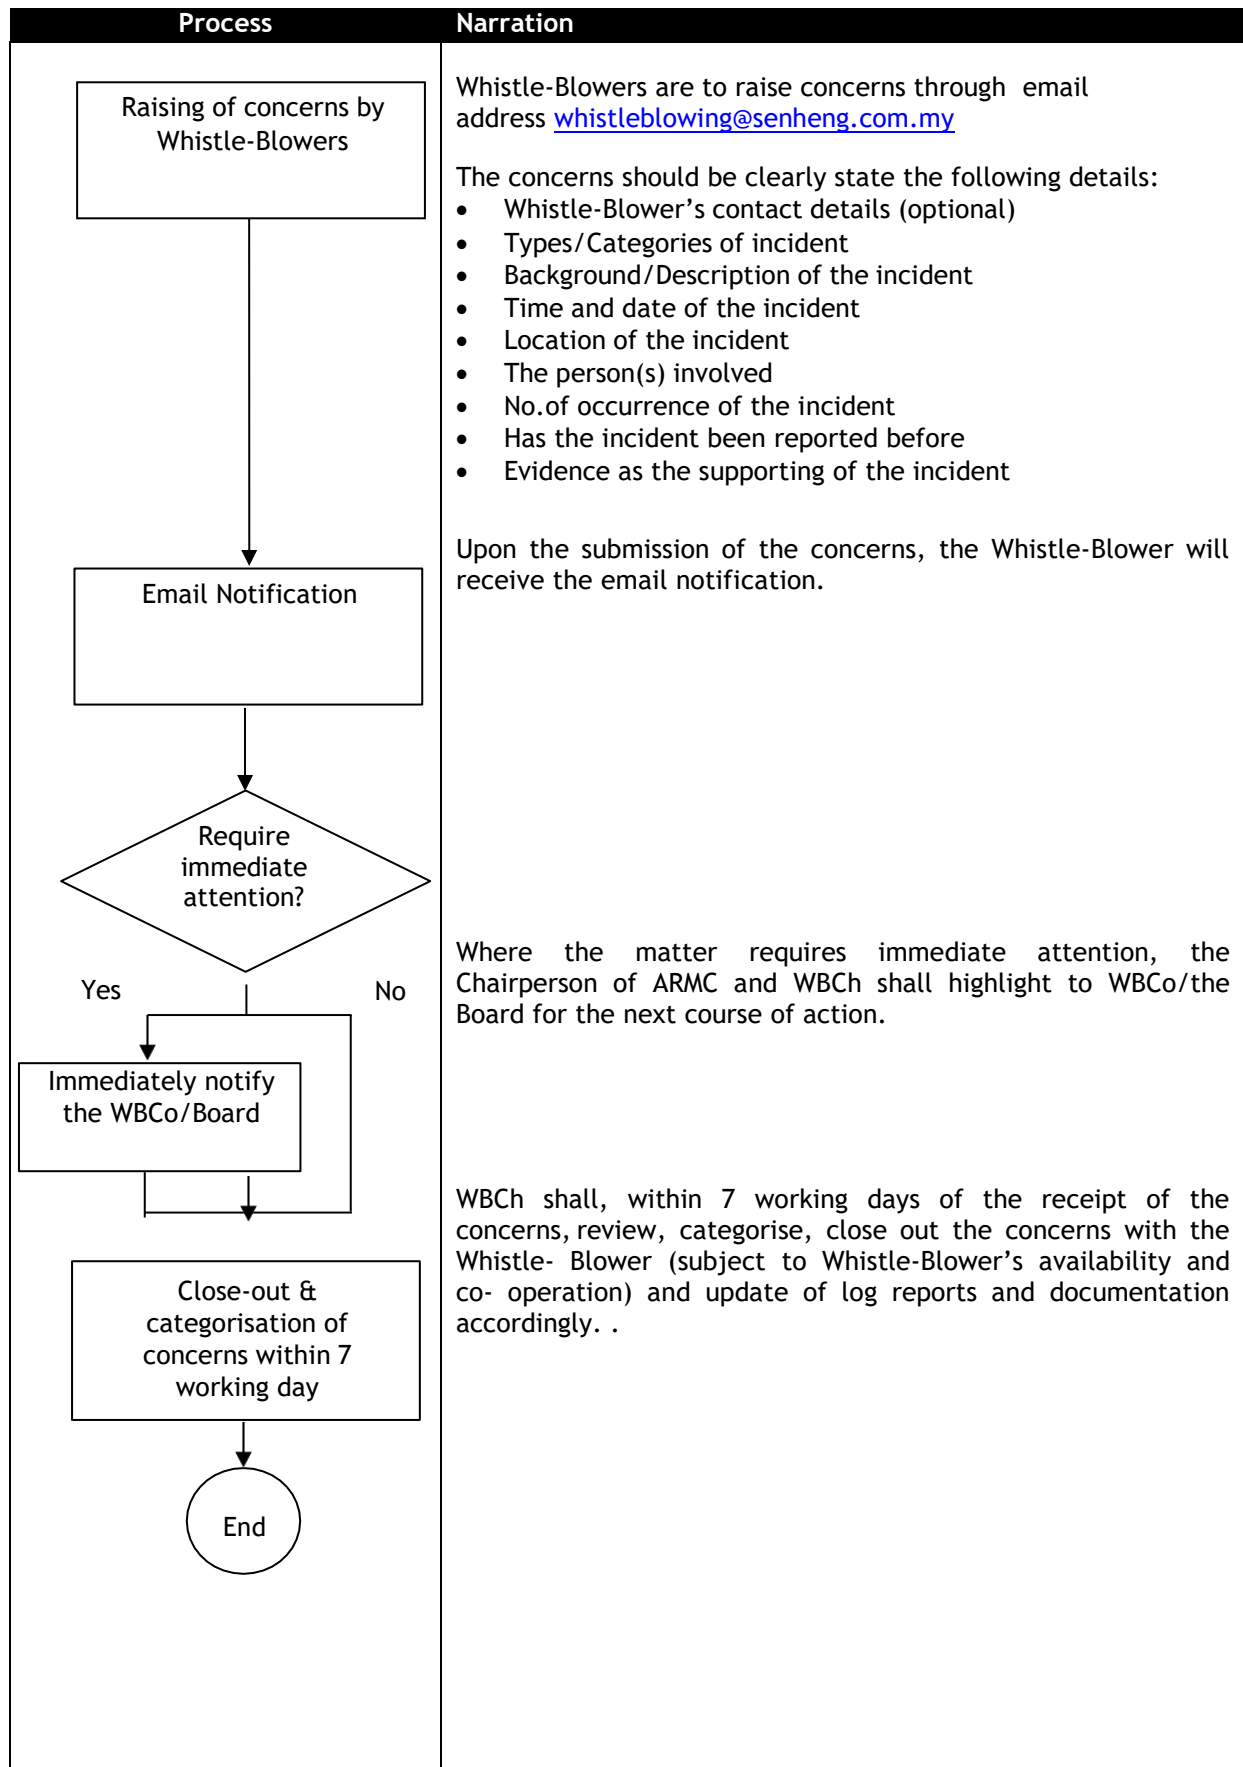 Process
Narration
Raising of concerns by
Whistle-Blowers
Whistle-Blowers are to raise concerns through email
address whistleblowing@senheng.com.my
The concerns should be clearly state the following details:
• Whistle-Blower’s contact details (optional)
• Types/Categories of incident
• Background/Description of the incident
• Time and date of the incident
• Location of the incident
• The person(s) involved
• No.of occurrence of the incident
• Has the incident been reported before
• Evidence as the supporting of the incident
Email Notification
Upon the submission of the concerns, the Whistle-Blower will
receive the email notification.
Require
immediate
attention?
Yes
No
Where the matter requires immediate attention, the
Chairperson of ARMC and WBCh shall highlight to WBCo/the
Board for the next course of action.
Immediately notify
the WBCo/Board
WBCh shall, within 7 working days of the receipt of the
concerns, review, categorise, close out the concerns with the
Whistle- Blower (subject to Whistle-Blower’s availability and
co- operation) and update of log reports and documentation
accordingly. .
Close-out &
categorisation of
concerns within 7
working day
End